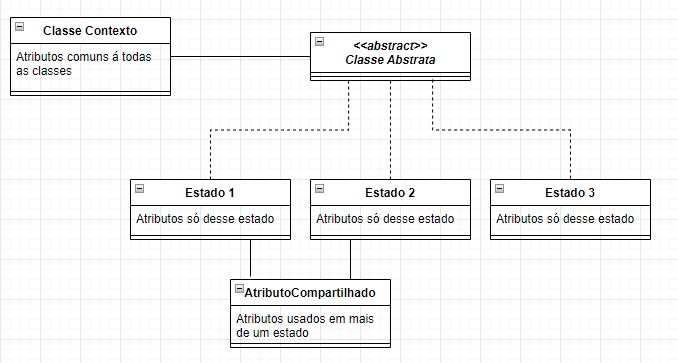 Classe Contexto
Atributos comuns á todas
as classes
<<abstract>>
Classe Abstrata
Estado 1
Atributos só desse estado
Estado 2
Atributos só desse estado
Estado 3
Atributos só desse estado
AtributoCompartilhado
Atributos usados em mais
de um estado